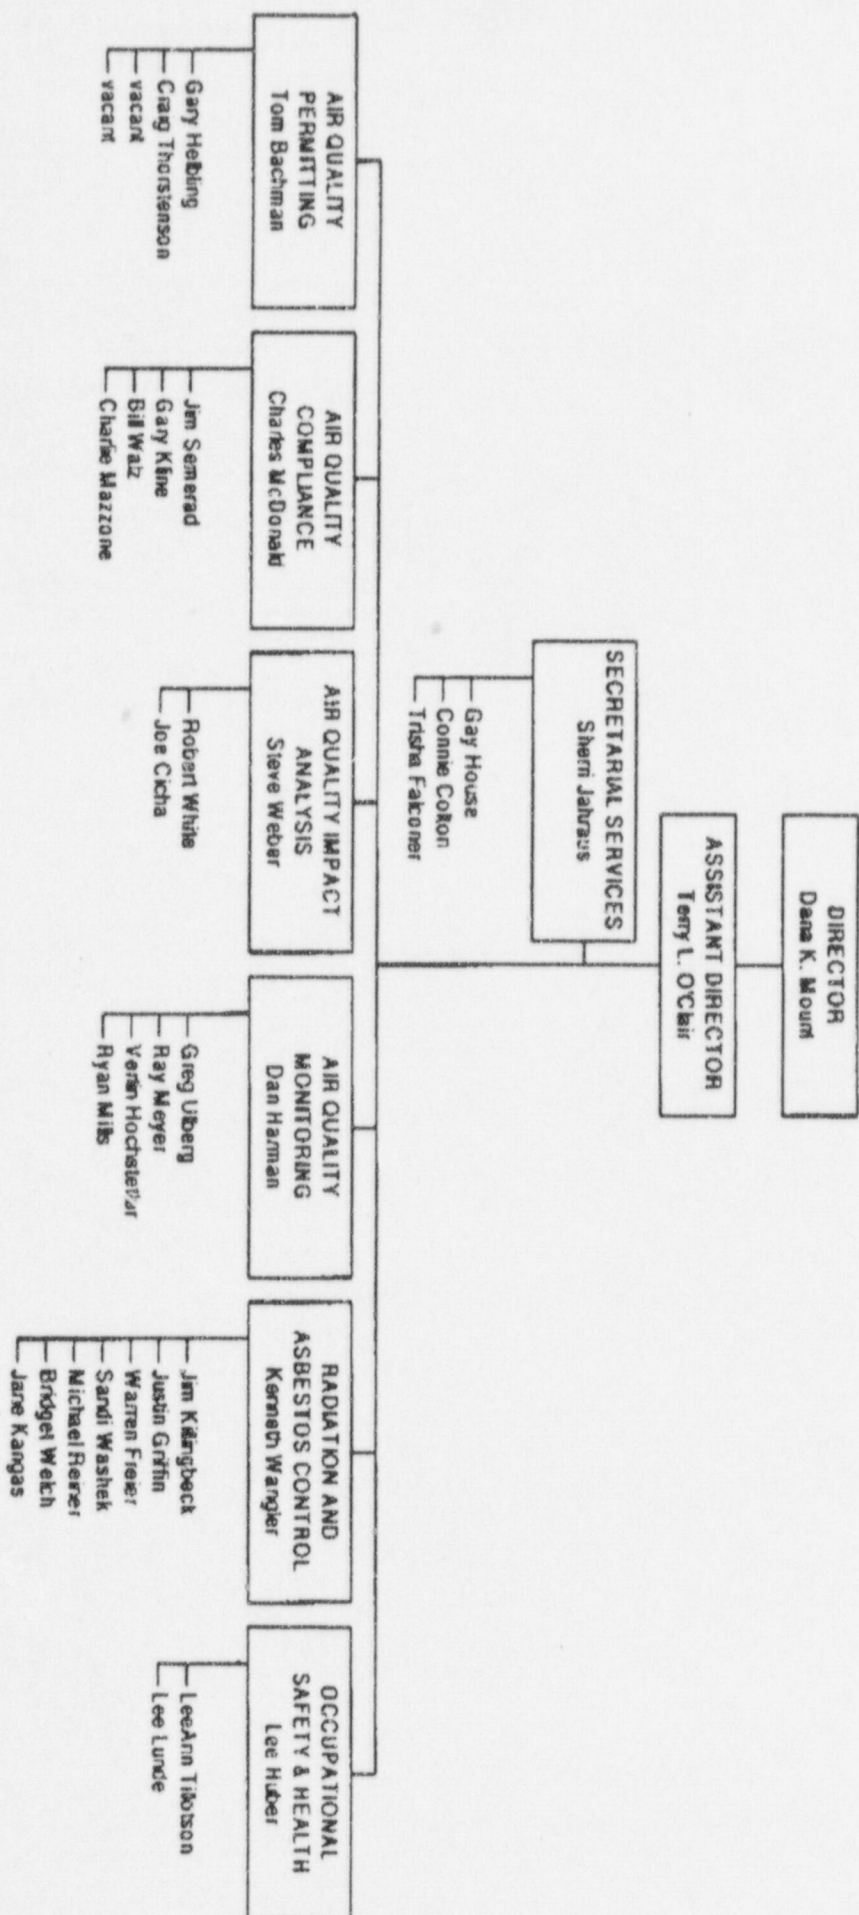 DIRECTOR
Dana K. Mount
ASSISTANT DIRECTOR
Terry L. O'Clair
SECRETARIAL SERVICES
Sherri Jahraus
Gay House
Connie Colton
Trisha Falconer
AIR QUALITY
PERMITTING
Tom Bachman
Gary Helbling
Craig Thorstenson
vacant
vacant
AIR QUALITY
COMPLIANCE
Charles McDonald
Jim Semerad
Gary Kline
Bill Walz
Charlie Mazzone
AIR QUALITY IMPACT
ANALYSIS
Steve Weber
Robert White
Joe Cicha
AIR QUALITY
MONITORING
Dan Harman
Greg Ulberg
Ray Meyer
Verlin Hochstetler
Ryan Mills
RADIATION AND
ASBESTOS CONTROL
Kenneth Wangler
Jim Killingbeck
Justin Griffin
Warren Freier
Sandi Washek
Michael Reiner
Bridget Welch
Jane Kangas
OCCUPATIONAL
SAFETY & HEALTH
Lee Huber
LeeAnn Tillotson
Lee Lunde